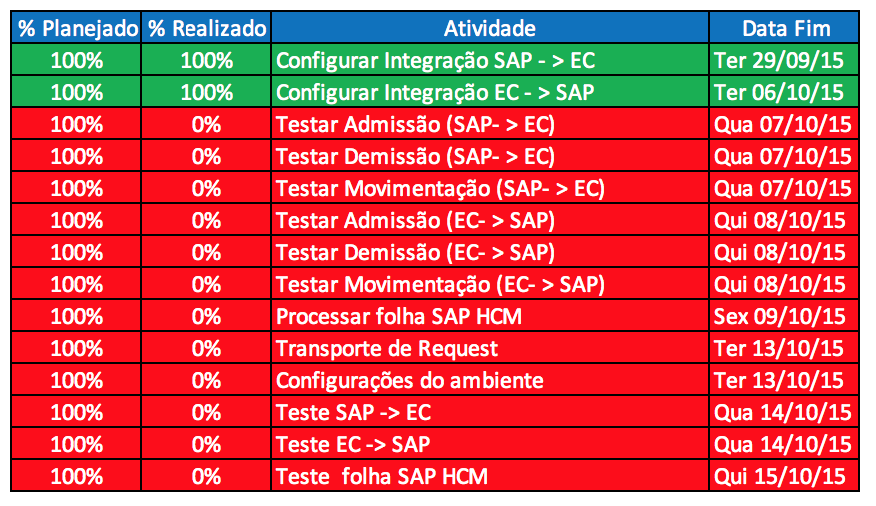 % Planejado % Realizado Atividade Data Fim
100% 100% Configurar Integração SAP - > EC Ter 29/09/15
100% 100% Configurar Integração EC - > SAP Ter 06/10/15
100% 0% Testar Admissão (SAP- > EC) Qua 07/10/15
100% 0% Testar Demissão (SAP- > EC) Qua 07/10/15
100% 0% Testar Movimentação (SAP- > EC) Qua 07/10/15
100% 0% Testar Admissão (EC- > SAP) Qui 08/10/15
100% 0% Testar Demissão (EC- > SAP) Qui 08/10/15
100% 0% Testar Movimentação (EC- > SAP) Qui 08/10/15
100% 0% Processar folha SAP HCM Sex 09/10/15
100% 0% Transporte de Request Ter 13/10/15
100% 0% Configurações do ambiente Ter 13/10/15
100% 0% Teste SAP -> EC Qua 14/10/15
100% 0% Teste EC -> SAP Qua 14/10/15
100% 0% Teste  folha SAP HCM Qui 15/10/15